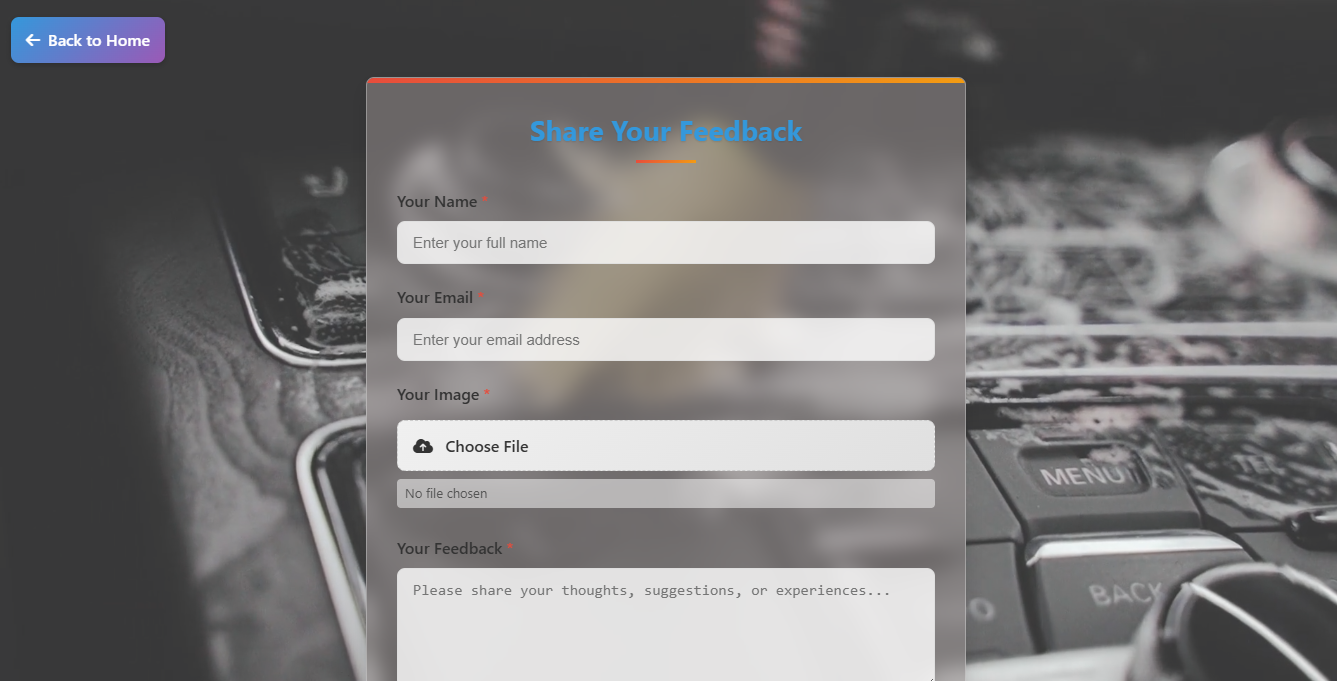 Back to Home
Share Your Feedback
Your Name *
Enter your full name
Your Email *
Enter your email address
Your Image *
Choose File
No file chosen
Your Feedback *
Please share your thoughts, suggestions, or experiences...
MENU
TEL
BACK